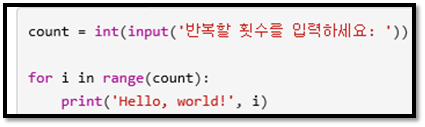 count = int(input('반복할 횟수를 입력하세요: '))
for i in range(count):
    print('Hello, world!', i)